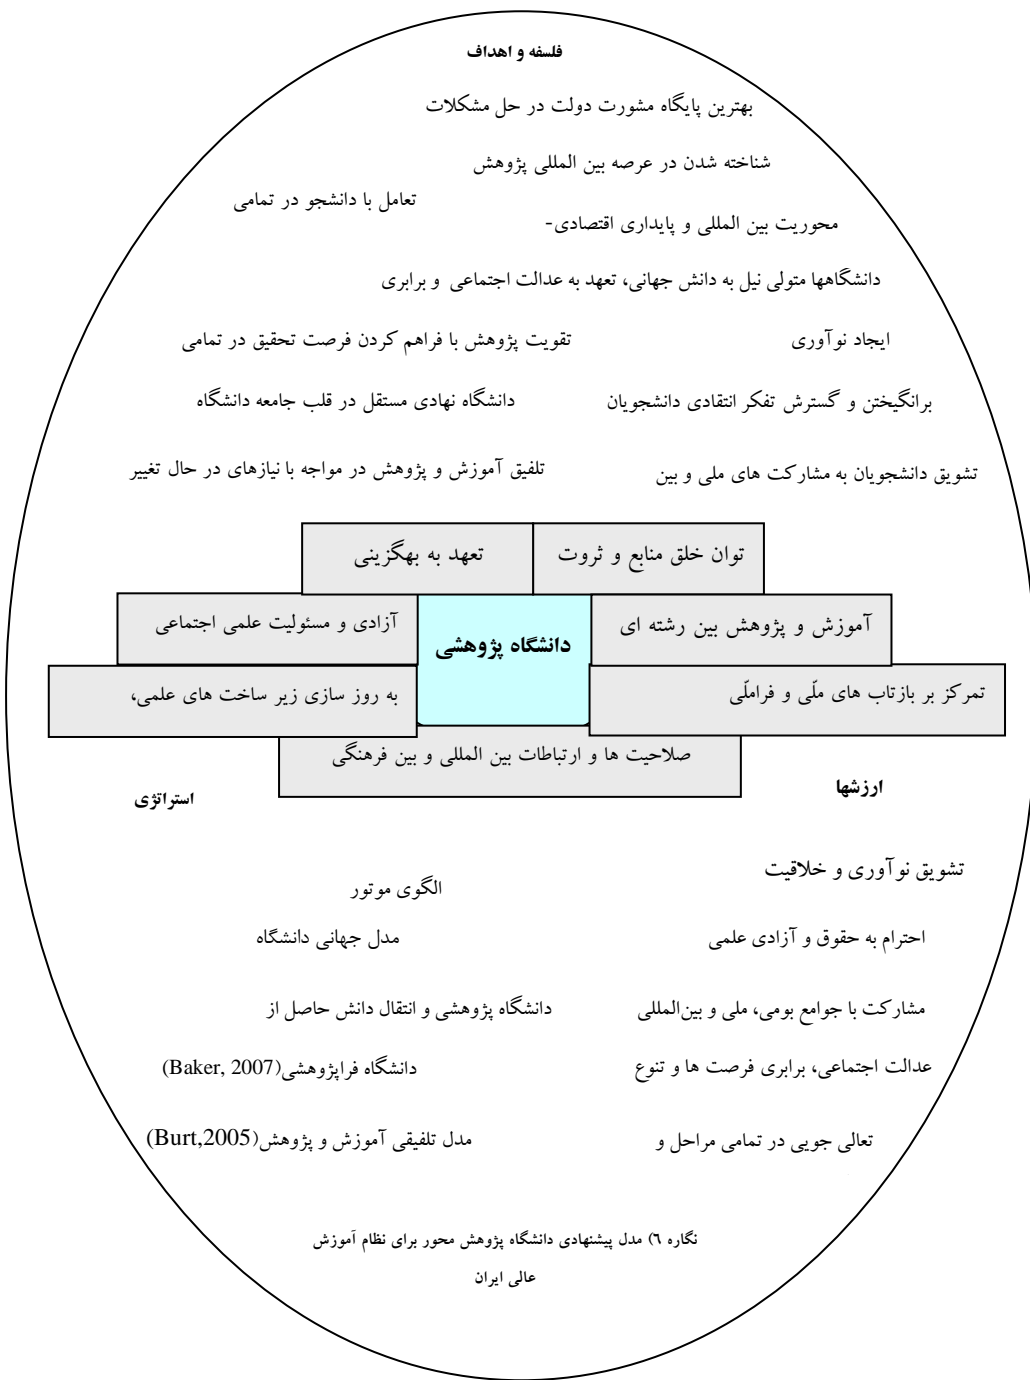 فلسفه و اهداف
بهترین پایگاه مشورت دولت در حل مشکلات
شناخته شدن در عرصه بین المللی پژوهش
تعامل با دانشجو در تمامی
محوریت بین المللی و پایداری اقتصادی-
دانشگاهها متولی نیل به دانش جهانی، تعهد به عدالت اجتماعی و برابری
ایجاد نوآوری
تقویت پژوهش با فراهم کردن فرصت تحقیق در تمامی
برانگیختن و گسترش تفکر انتقادی دانشجویان
دانشگاه نهادی مستقل در قلب جامعه دانشگاه
تشویق دانشجویان به مشارکت های ملی و بین
تلفیق آموزش و پژوهش در مواجه با نیازهای در حال تغییر
توان خلق منابع و ثروت
تعهد به بهگزینی
آموزش و پژوهش بین رشته ای
دانشگاه پژوهشی
آزادی و مسئولیت علمی اجتماعی
تمرکز بر بازتاب های ملّی و فراملّی
به روز سازی زیر ساخت های علمی،
صلاحیت ها و ارتباطات بین المللی و بین فرهنگی
ارزشها
استراتژی
تشویق نوآوری و خلاقیت
الگوی موتور
احترام به حقوق و آزادی علمی
مدل جهانی دانشگاه
مشارکت با جوامع بومی، ملی و بین‌المللی
دانشگاه پژوهشی و انتقال دانش حاصل از
عدالت اجتماعی، برابری فرصت ها و تنوع
دانشگاه فراپژوهشی(Baker, 2007)
تعالی جویی در تمامی مراحل و
مدل تلفیقی آموزش و پژوهش(Burt,2005)
نگاره ٦) مدل پیشنهادی دانشگاه پژوهش محور برای نظام آموزش
عالی ایران